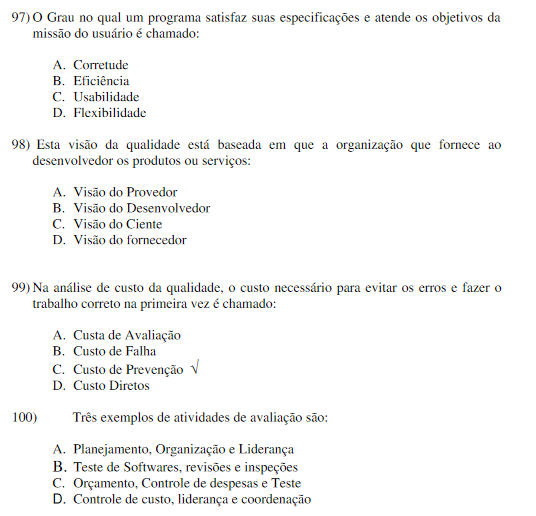 97) O Grau no qual um programa satisfaz suas especificações e atende os objetivos da
missão do usuário é chamado:
A. Corretude
B. Eficiência
C. Usabilidade
D. Flexibilidade
98) Esta visão da qualidade está baseada em que a organização que fornece ao
desenvolvedor os produtos ou serviços:
A. Visão do Provedor
B. Visão do Desenvolvedor
C. Visão do Ciente
D. Visão do fornecedor
99) Na análise de custo da qualidade, o custo necessário para evitar os erros e fazer o
trabalho correto na primeira vez é chamado:
A. Custa de Avaliação
B. Custo de Falha
C. Custo de Prevenção √
D. Custo Diretos
100) Três exemplos de atividades de avaliação são:
A. Planejamento, Organização e Liderança
B. Teste de Softwares, revisões e inspeções
C. Orçamento, Controle de despesas e Teste
D. Controle de custo, liderança e coordenação